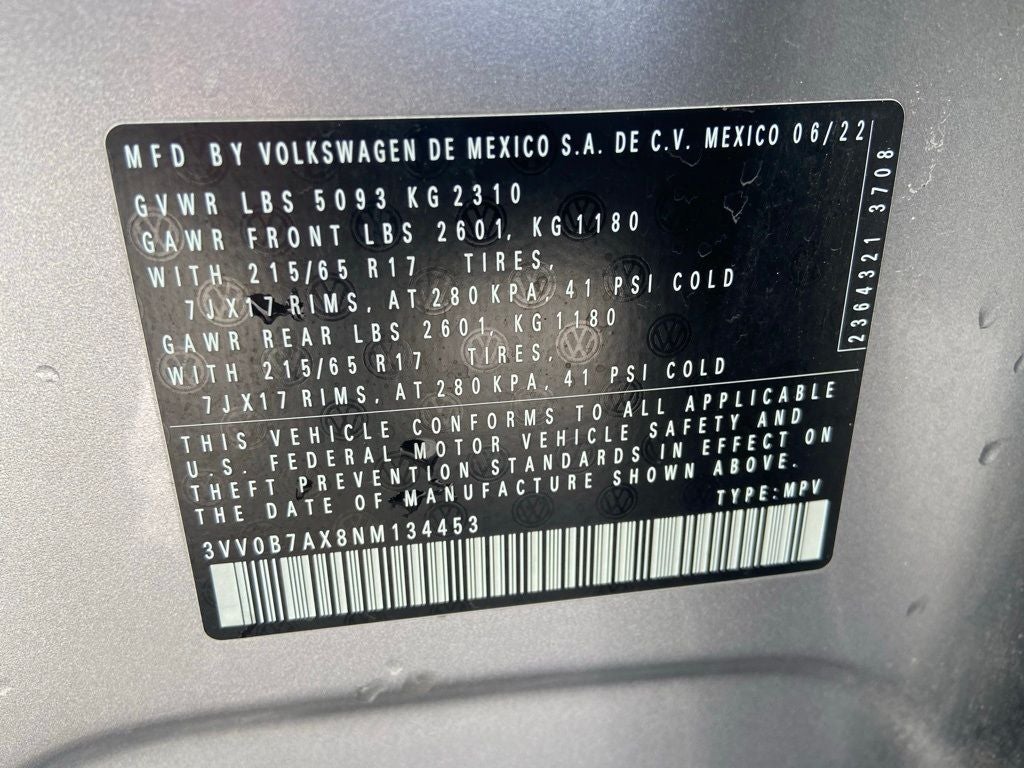 MFD BY VOLKSWAGEN DE MEXICO S.A. DE C.V. MEXICO 06/22
GVWR LBS 5093 KG 2310
GAWR FRONT LBS 2601, KG 1180
WITH 215/65 R17 TIRES,
7JX17 RIMS, AT 280 KPA, 41 PSI COLD
GAWR REAR LBS 2601, KG 1180
WITH 215/65 R17 TIRES,
7JX17 RIMS, AT 280 KPA, 41 PSI COLD
2364321 3708
THIS VEHICLE CONFORMS TO ALL APPLICABLE
U.S. FEDERAL MOTOR VEHICLE SAFETY AND
THEFT PREVENTION STANDARDS IN EFFECT ON
THE DATE OF MANUFACTURE SHOWN ABOVE.
TYPE: MPV
3VV0B7AX8NM134453